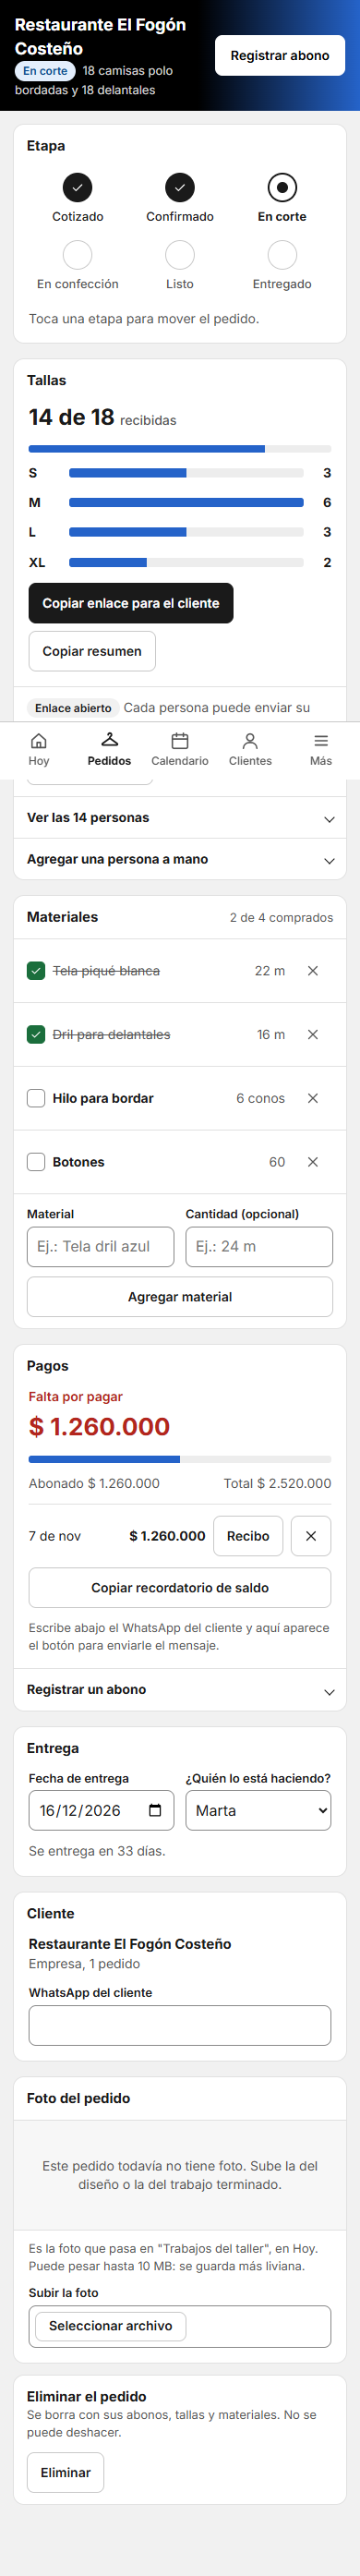 Restaurante El Fogón
Costeño
En corte 18 camisas polo
bordadas y 18 delantales
Registrar abono
Etapa
Cotizado
Confirmado
En corte
En confección
Listo
Entregado
Toca una etapa para mover el pedido.
Tallas
14 de 18 recibidas
S 3
M 6
L 3
XL 2
Copiar enlace para el cliente
Copiar resumen
Enlace abierto Cada persona puede enviar su
Hoy
Pedidos
Calendario
Clientes
Más
Ver las 14 personas
Agregar una persona a mano
Materiales 2 de 4 comprados
Tela piqué blanca 22 m
Dril para delantales 16 m
Hilo para bordar 6 conos
Botones 60
Material
Cantidad (opcional)
Ej.: Tela dril azul
Ej.: 24 m
Agregar material
Pagos
Falta por pagar
$ 1.260.000
Abonado $ 1.260.000 Total $ 2.520.000
7 de nov $ 1.260.000 Recibo
Copiar recordatorio de saldo
Escribe abajo el WhatsApp del cliente y aquí aparece
el botón para enviarle el mensaje.
Registrar un abono
Entrega
Fecha de entrega
¿Quién lo está haciendo?
16/12/2026
Marta
Se entrega en 33 días.
Cliente
Restaurante El Fogón Costeño
Empresa, 1 pedido
WhatsApp del cliente
Foto del pedido
Este pedido todavía no tiene foto. Sube la del
diseño o la del trabajo terminado.
Es la foto que pasa en "Trabajos del taller", en Hoy.
Puede pesar hasta 10 MB: se guarda más liviana.
Subir la foto
Seleccionar archivo
Eliminar el pedido
Se borra con sus abonos, tallas y materiales. No se
puede deshacer.
Eliminar